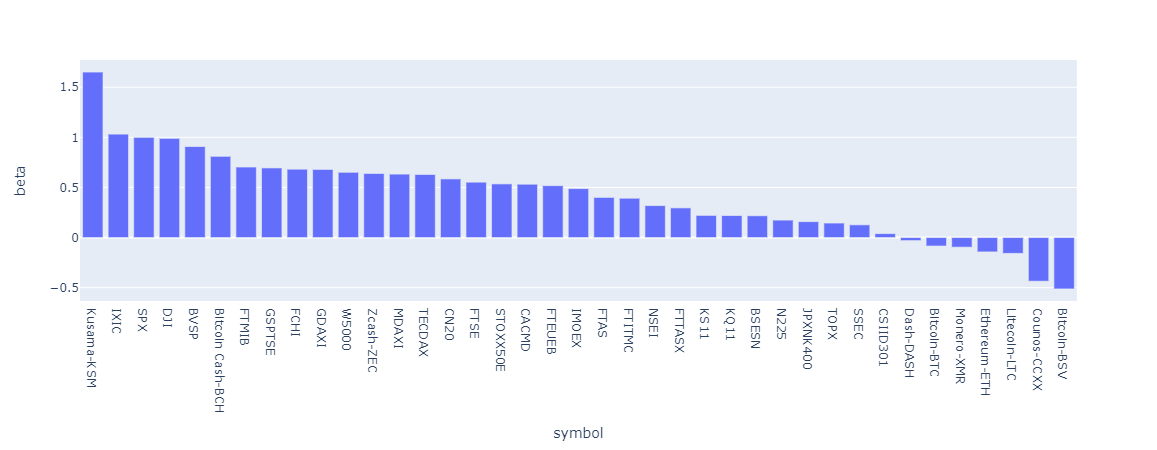 1.5
1
0.5
0
−0.5
beta
Kusama-KSM
IXIC
SPX
DJI
BVSP
Bitcoin Cash-BCH
FTMIB
GSPTSE
FCHI
GDAXI
W5000
Zcash-ZEC
MDAXI
TECDAX
CN20
FTSE
STOXX50E
CACMD
FTEUEB
IMOEX
FTAS
FTITMC
NSEI
FTTASX
KS11
KQ11
BSESN
N225
JPXNK400
TOPX
SSEC
CSIID301
Dash-DASH
Bitcoin-BTC
Monero-XMR
Ethereum-ETH
Litecoin-LTC
Counos-CCXX
Bitcoin-BSV
symbol